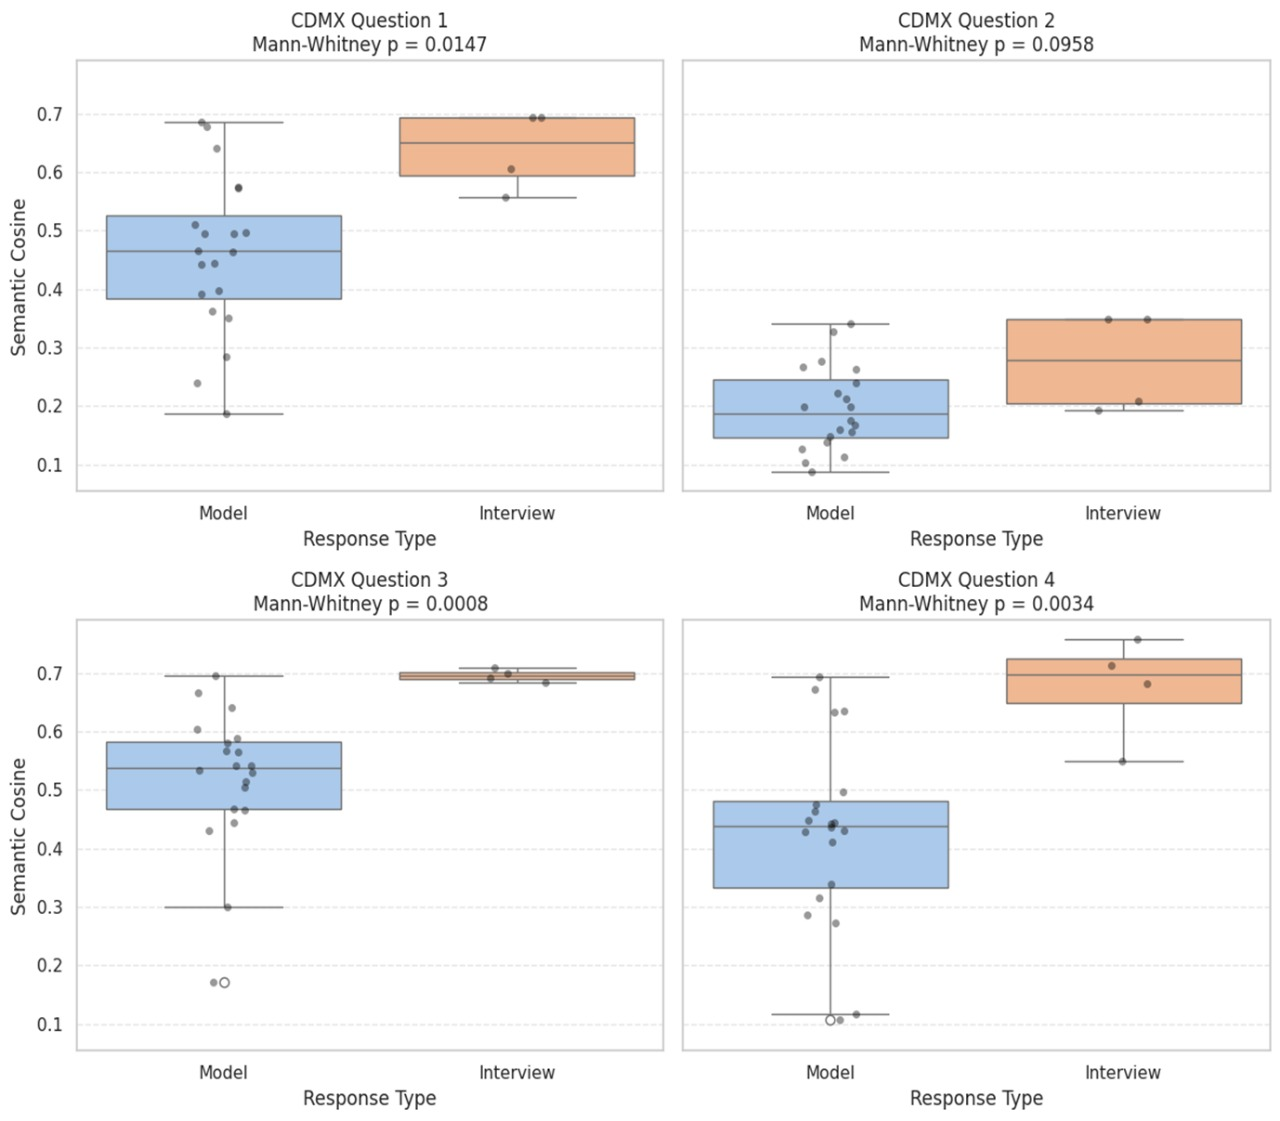 CDMX Question 1
Mann-Whitney p = 0.0147
CDMX Question 2
Mann-Whitney p = 0.0958
Semantic Cosine
0.7
0.6
0.5
0.4
0.3
0.2
0.1
Model
Interview
Model
Interview
Response Type
Response Type
CDMX Question 3
Mann-Whitney p = 0.0008
CDMX Question 4
Mann-Whitney p = 0.0034
Semantic Cosine
0.7
0.6
0.5
0.4
0.3
0.2
0.1
Model
Interview
Model
Interview
Response Type
Response Type